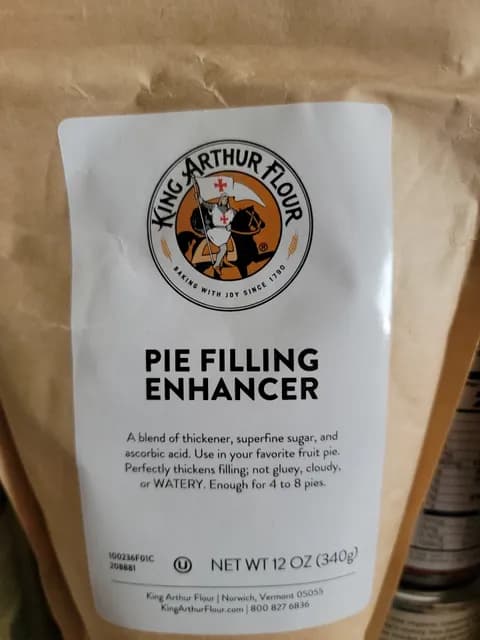 KING ARTHUR FLOUR
BAKING WITH JOY SINCE 1790
®
PIE FILLING
ENHANCER
A blend of thickener, superfine sugar, and
ascorbic acid. Use in your favorite fruit pie.
Perfectly thickens filling; not gluey, cloudy,
or WATERY. Enough for 4 to 8 pies.
100236F01C
208881
U NET WT 12 OZ (340g)
King Arthur Flour | Norwich, Vermont 05055
KingArthurFlour.com | 800 827 6836